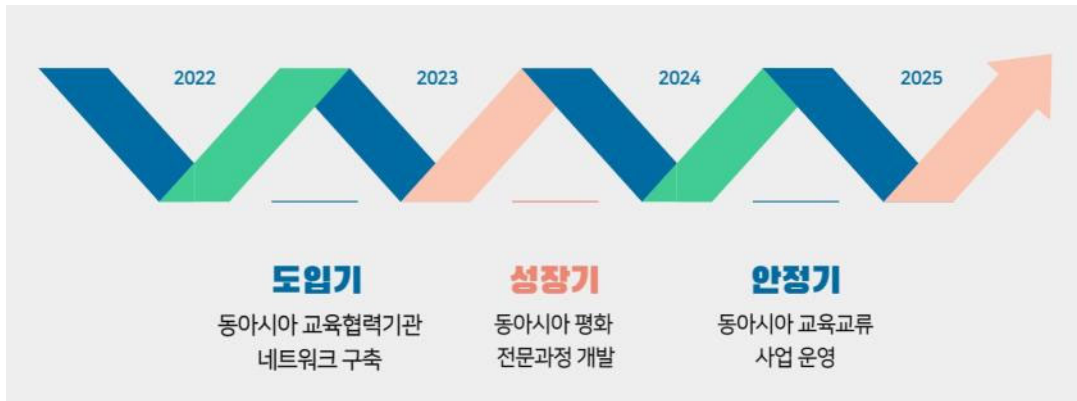 2022
2023
2024
2025
도입기
동아시아 교육협력기관
네트워크 구축
성장기
동아시아 평화
전문과정 개발
안정기
동아시아 교육교류
사업 운영